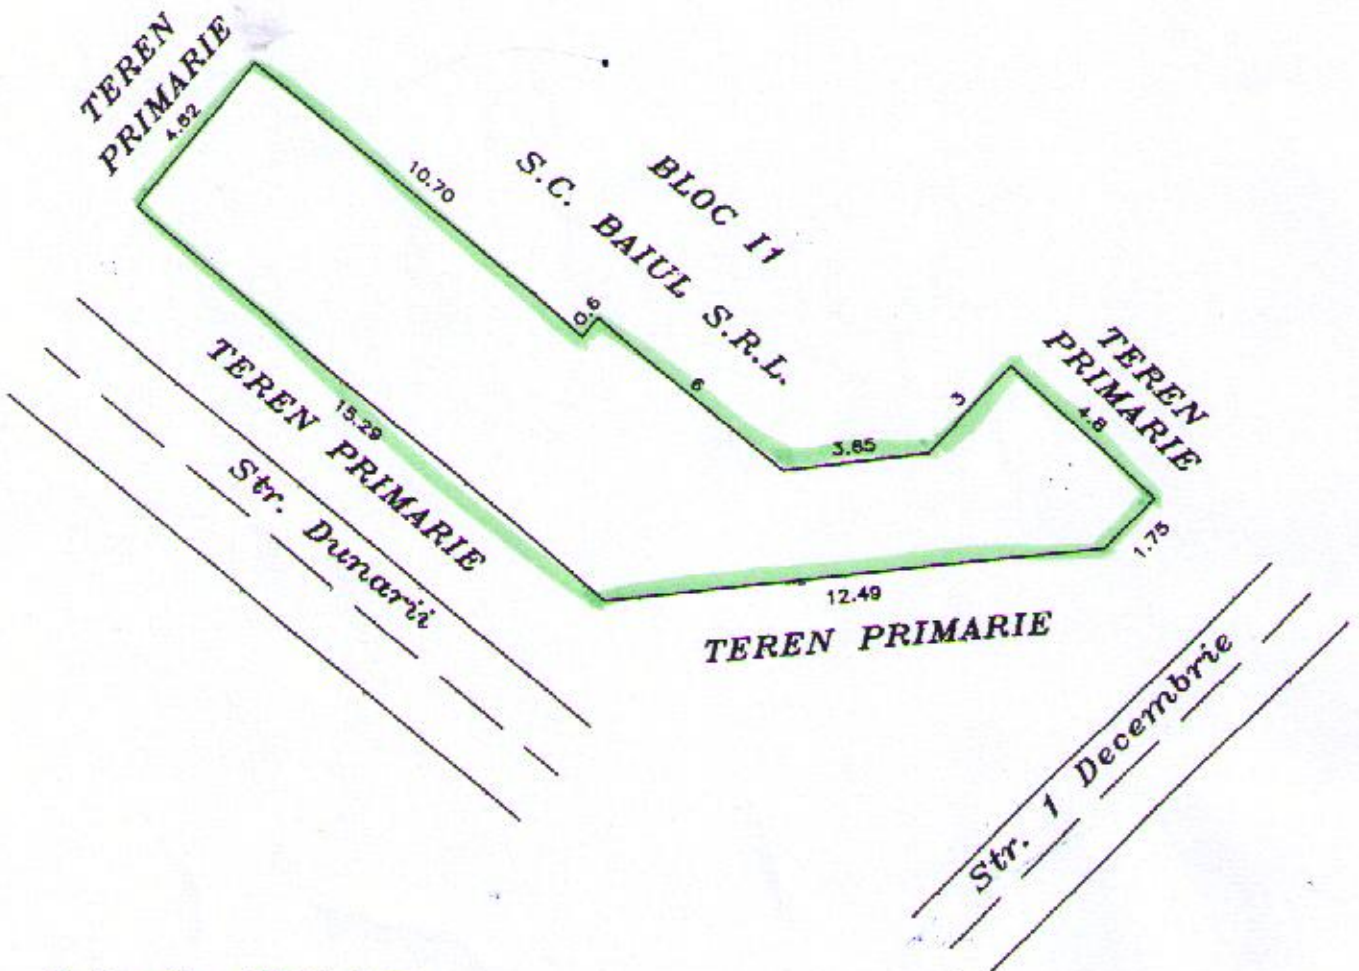 TEREN
PRIMARIE
4.62
10.70
BLOC I1
S.C. BAIUL S.R.L.
0.6
6
3.65
3
TEREN
PRIMARIE
4.8
1.75
15.29
TEREN PRIMARIE
Str. Dunarii
12.49
TEREN PRIMARIE
Str. 1 Decembrie